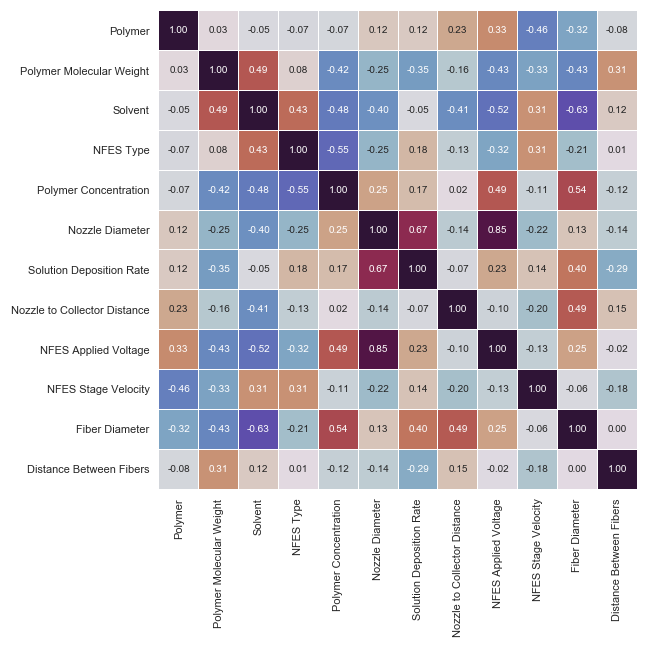 Polymer 1.00 0.03 -0.05 -0.07 -0.07 0.12 0.12 0.23 0.33 -0.46 -0.32 -0.08
Polymer Molecular Weight 0.03 1.00 0.49 0.08 -0.42 -0.25 -0.35 -0.16 -0.43 -0.33 -0.43 0.31
Solvent -0.05 0.49 1.00 0.43 -0.48 -0.40 -0.05 -0.41 -0.52 0.31 -0.63 0.12
NFES Type -0.07 0.08 0.43 1.00 -0.55 -0.25 0.18 -0.13 -0.32 0.31 -0.21 0.01
Polymer Concentration -0.07 -0.42 -0.48 -0.55 1.00 0.25 0.17 0.02 0.49 -0.11 0.54 -0.12
Nozzle Diameter 0.12 -0.25 -0.40 -0.25 0.25 1.00 0.67 -0.14 0.85 -0.22 0.13 -0.14
Solution Deposition Rate 0.12 -0.35 -0.05 0.18 0.17 0.67 1.00 -0.07 0.23 0.14 0.40 -0.29
Nozzle to Collector Distance 0.23 -0.16 -0.41 -0.13 0.02 -0.14 -0.07 1.00 -0.10 -0.20 0.49 0.15
NFES Applied Voltage 0.33 -0.43 -0.52 -0.32 0.49 0.85 0.23 -0.10 1.00 -0.13 0.25 -0.02
NFES Stage Velocity -0.46 -0.33 0.31 0.31 -0.11 -0.22 0.14 -0.20 -0.13 1.00 -0.06 -0.18
Fiber Diameter -0.32 -0.43 -0.63 -0.21 0.54 0.13 0.40 0.49 0.25 -0.06 1.00 0.00
Distance Between Fibers -0.08 0.31 0.12 0.01 -0.12 -0.14 -0.29 0.15 -0.02 -0.18 0.00 1.00
Polymer
Polymer Molecular Weight
Solvent
NFES Type
Polymer Concentration
Nozzle Diameter
Solution Deposition Rate
Nozzle to Collector Distance
NFES Applied Voltage
NFES Stage Velocity
Fiber Diameter
Distance Between Fibers